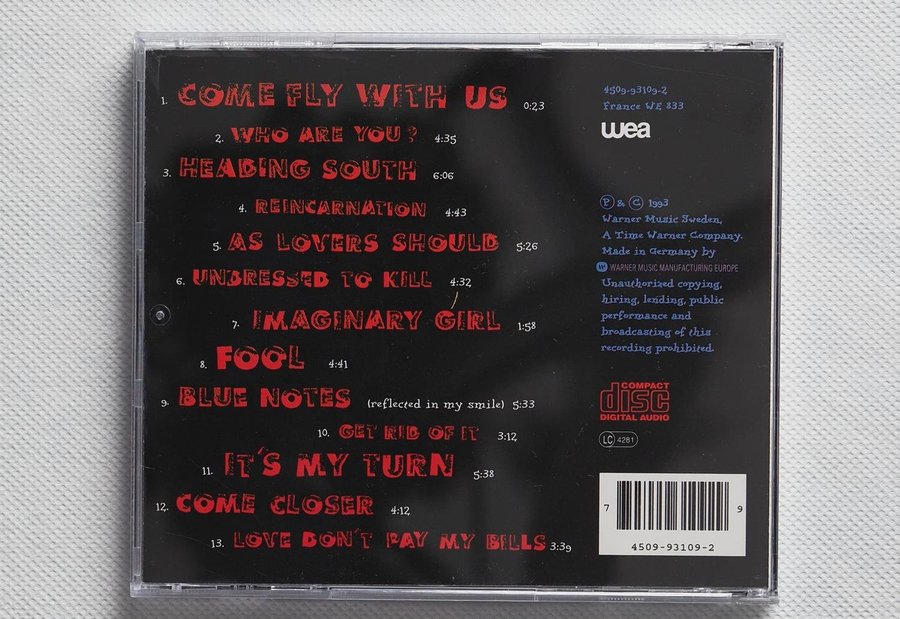 1. COME FLY WITH US 0:23
2. WHO ARE YOU? 4:35
3. HEADING SOUTH 6:06
4. REINCARNATION 4:43
5. AS LOVERS SHOULD 5:26
6. UNDRESSED TO KILL 4:32
7. IMAGINARY GIRL 1:58
8. FOOL 4:41
9. BLUE NOTES (reflected in my smile) 5:33
10. GET RID OF IT 3:12
11. IT'S MY TURN 5:38
12. COME CLOSER 4:12
13. LOVE DON'T PAY MY BILLS 3:39
4509-93109-2
France WE 833
wea
Ⓟ & © 1993
Warner Music Sweden,
A Time Warner Company.
Made in Germany by
WARNER MUSIC MANUFACTURING EUROPE
Unauthorized copying,
hiring, lending, public
performance and
broadcasting of this
recording prohibited.
COMPACT
disc
DIGITAL AUDIO
LC 4281
7 9
4509-93109-2